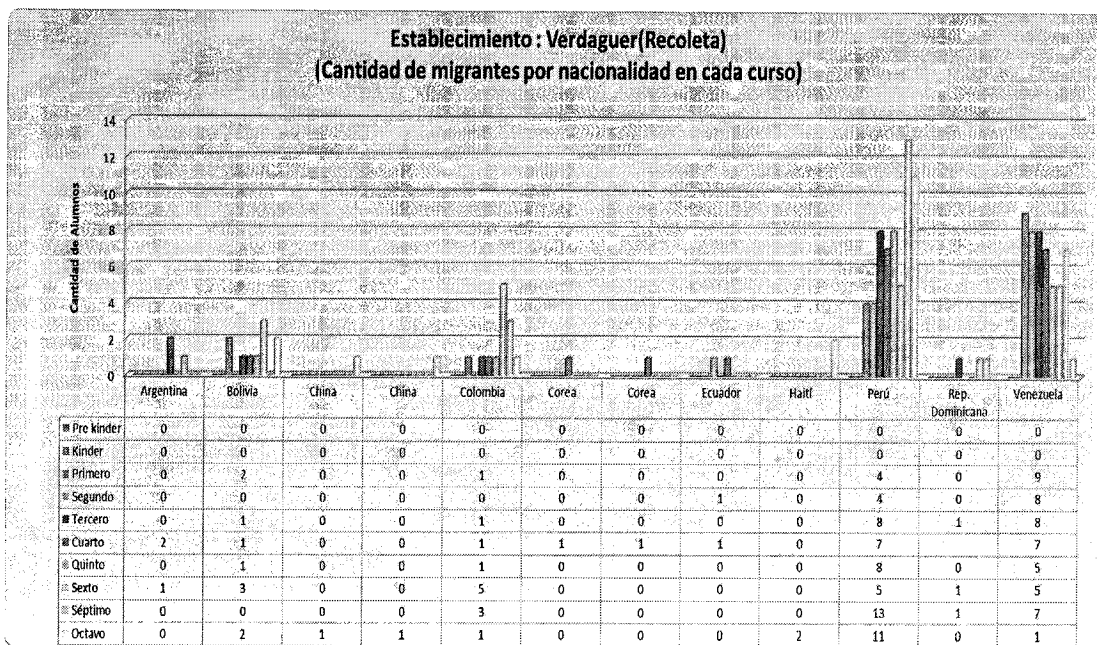 Establecimiento : Verdaguer(Recoleta)
(Cantidad de migrantes por nacionalidad en cada curso)
Cantidad de Alumnos
14
12
10
8
6
4
2
0
Argentina Bolivia China China Colombia Corea Corea Ecuador Haití Perú Rep. Dominicana Venezuela
Pre kinder 0 0 0 0 0 0 0 0 0 0 0 0
Kinder 0 0 0 0 0 0 0 0 0 0 0 0
Primero 0 2 0 0 1 0 0 0 0 4 0 9
Segundo 0 0 0 0 0 0 0 1 0 4 0 8
Tercero 0 1 0 0 1 0 0 0 0 8 1 8
Cuarto 2 1 0 0 1 1 1 1 0 7 7
Quinto 0 1 0 0 1 0 0 0 0 8 0 5
Sexto 1 3 0 0 5 0 0 0 0 5 1 5
Séptimo 0 0 0 0 3 0 0 0 0 13 1 7
Octavo 0 2 1 1 1 0 0 0 2 11 0 1